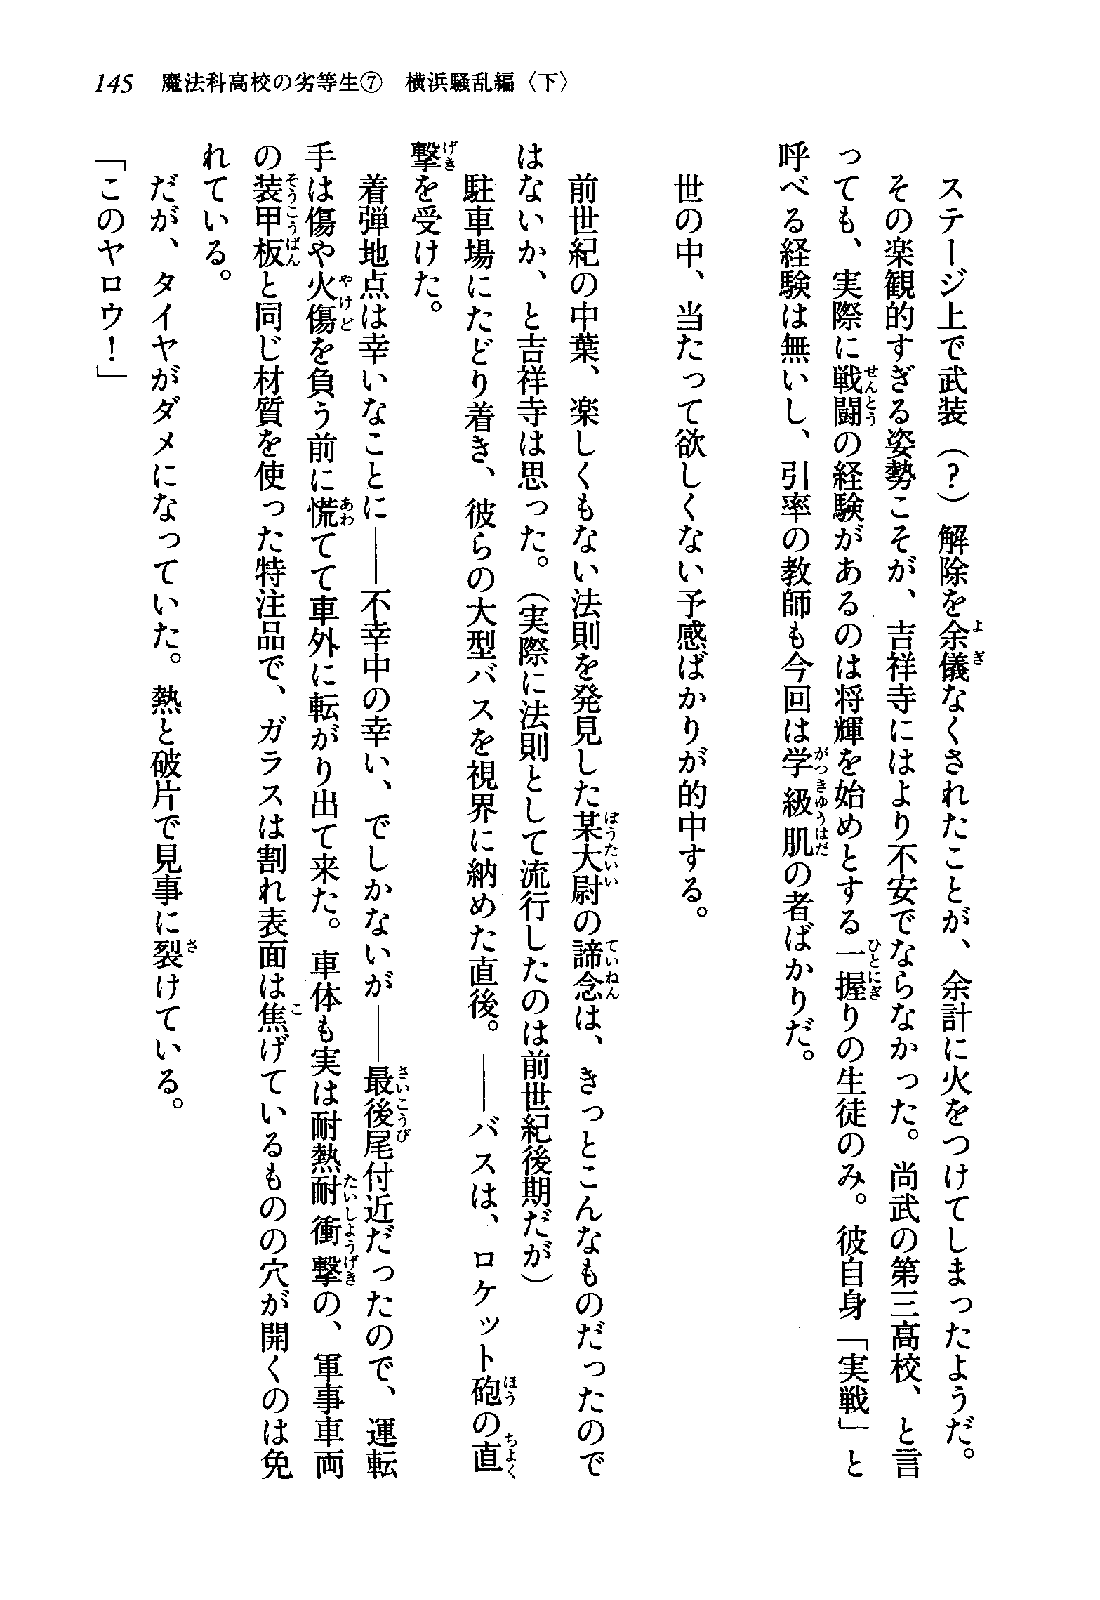 145　魔法科高校の劣等生⑦　横浜騒乱編〈下〉
　ステージ上で武装（？）解除を余儀なくされたことが、余計に火をつけてしまったようだ。
　その楽観的すぎる姿勢こそが、吉祥寺にはより不安でならなかった。尚武の第三高校、と言
っても、実際に戦闘の経験があるのは将輝を始めとする一握りの生徒のみ。彼自身「実戦」と
呼べる経験は無いし、引率の教師も今回は学級肌の者ばかりだ。
　世の中、当たって欲しくない予感ばかりが的中する。
　前世紀の中葉、楽しくもない法則を発見した某大尉の諦念は、きっとこんなものだったので
はないか、と吉祥寺は思った。（実際に法則として流行したのは前世紀後期だが）
　駐車場にたどり着き、彼らの大型バスを視界に納めた直後。――バスは、ロケット砲の直
撃を受けた。
　着弾地点は幸いなことに――不幸中の幸い、でしかないが――最後尾付近だったので、運転
手は傷や火傷を負う前に慌てて車外に転がり出て来た。車体も実は耐熱耐衝撃の、軍事車両
の装甲板と同じ材質を使った特注品で、ガラスは割れ表面は焦げているものの穴が開くのは免
れている。
　だが、タイヤがダメになっていた。熱と破片で見事に裂けている。
「このヤロウ！」